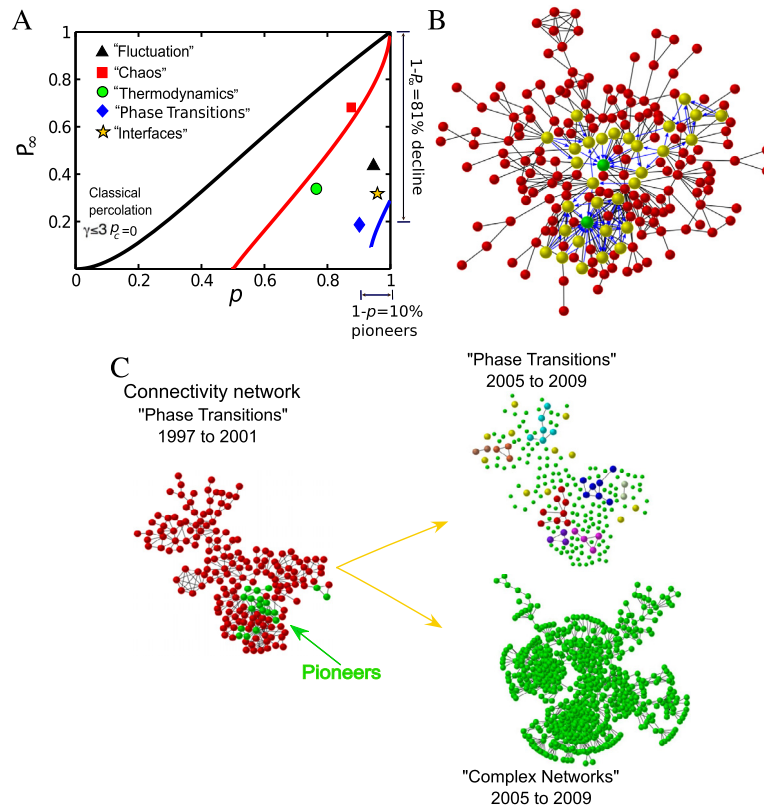 A
B
1
0.8
0.6
0.4
0.2
P∞
"Fluctuation"
"Chaos"
"Thermodynamics"
"Phase Transitions"
"Interfaces"
Classical
percolation
γ≤3 pc=0
0
0.2
0.4
0.6
0.8
1
p
1-P∞=81% decline
1-p=10%
pioneers
C
Connectivity network
"Phase Transitions"
1997 to 2001
Pioneers
"Phase Transitions"
2005 to 2009
"Complex Networks"
2005 to 2009